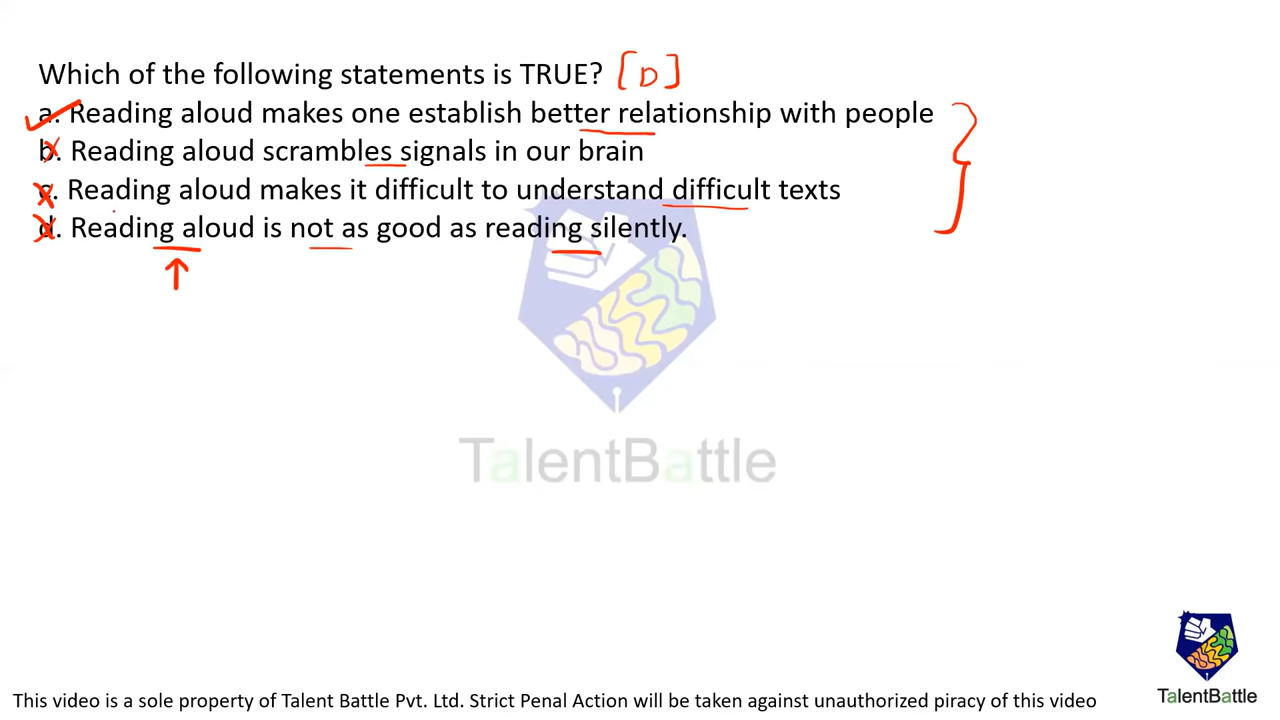 Which of the following statements is TRUE? [D]
a. Reading aloud makes one establish better relationship with people
b. Reading aloud scrambles signals in our brain
c. Reading aloud makes it difficult to understand difficult texts
d. Reading aloud is not as good as reading silently.
TalentBattle
TalentBattle
This video is a sole property of Talent Battle Pvt. Ltd. Strict Penal Action will be taken against unauthorized piracy of this video